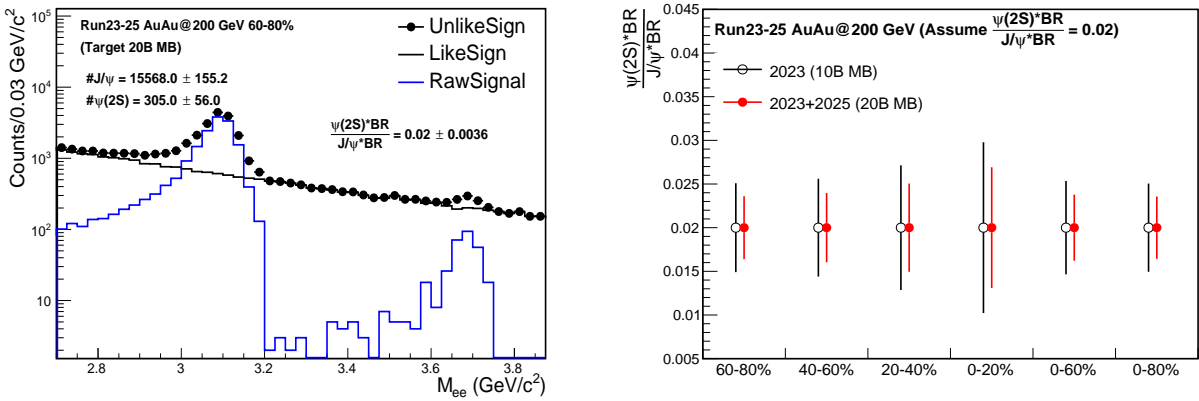 Counts/0.03 GeV/c²
10⁵
10⁴
10³
10²
10
Run23-25 AuAu@200 GeV 60-80%
(Target 20B MB)
#J/ψ = 15568.0 ± 155.2
#ψ(2S) = 305.0 ± 56.0
UnlikeSign
LikeSign
RawSignal
ψ(2S)*BR
J/ψ*BR = 0.02 ± 0.0036
2.8 3 3.2 3.4 3.6 3.8
M_ee (GeV/c²)
ψ(2S)*BR
J/ψ*BR
0.045
0.04
0.035
0.03
0.025
0.02
0.015
0.01
0.005
Run23-25 AuAu@200 GeV (Assume ψ(2S)*BR
J/ψ*BR = 0.02)
2023 (10B MB)
2023+2025 (20B MB)
60-80% 40-60% 20-40% 0-20% 0-60% 0-80%